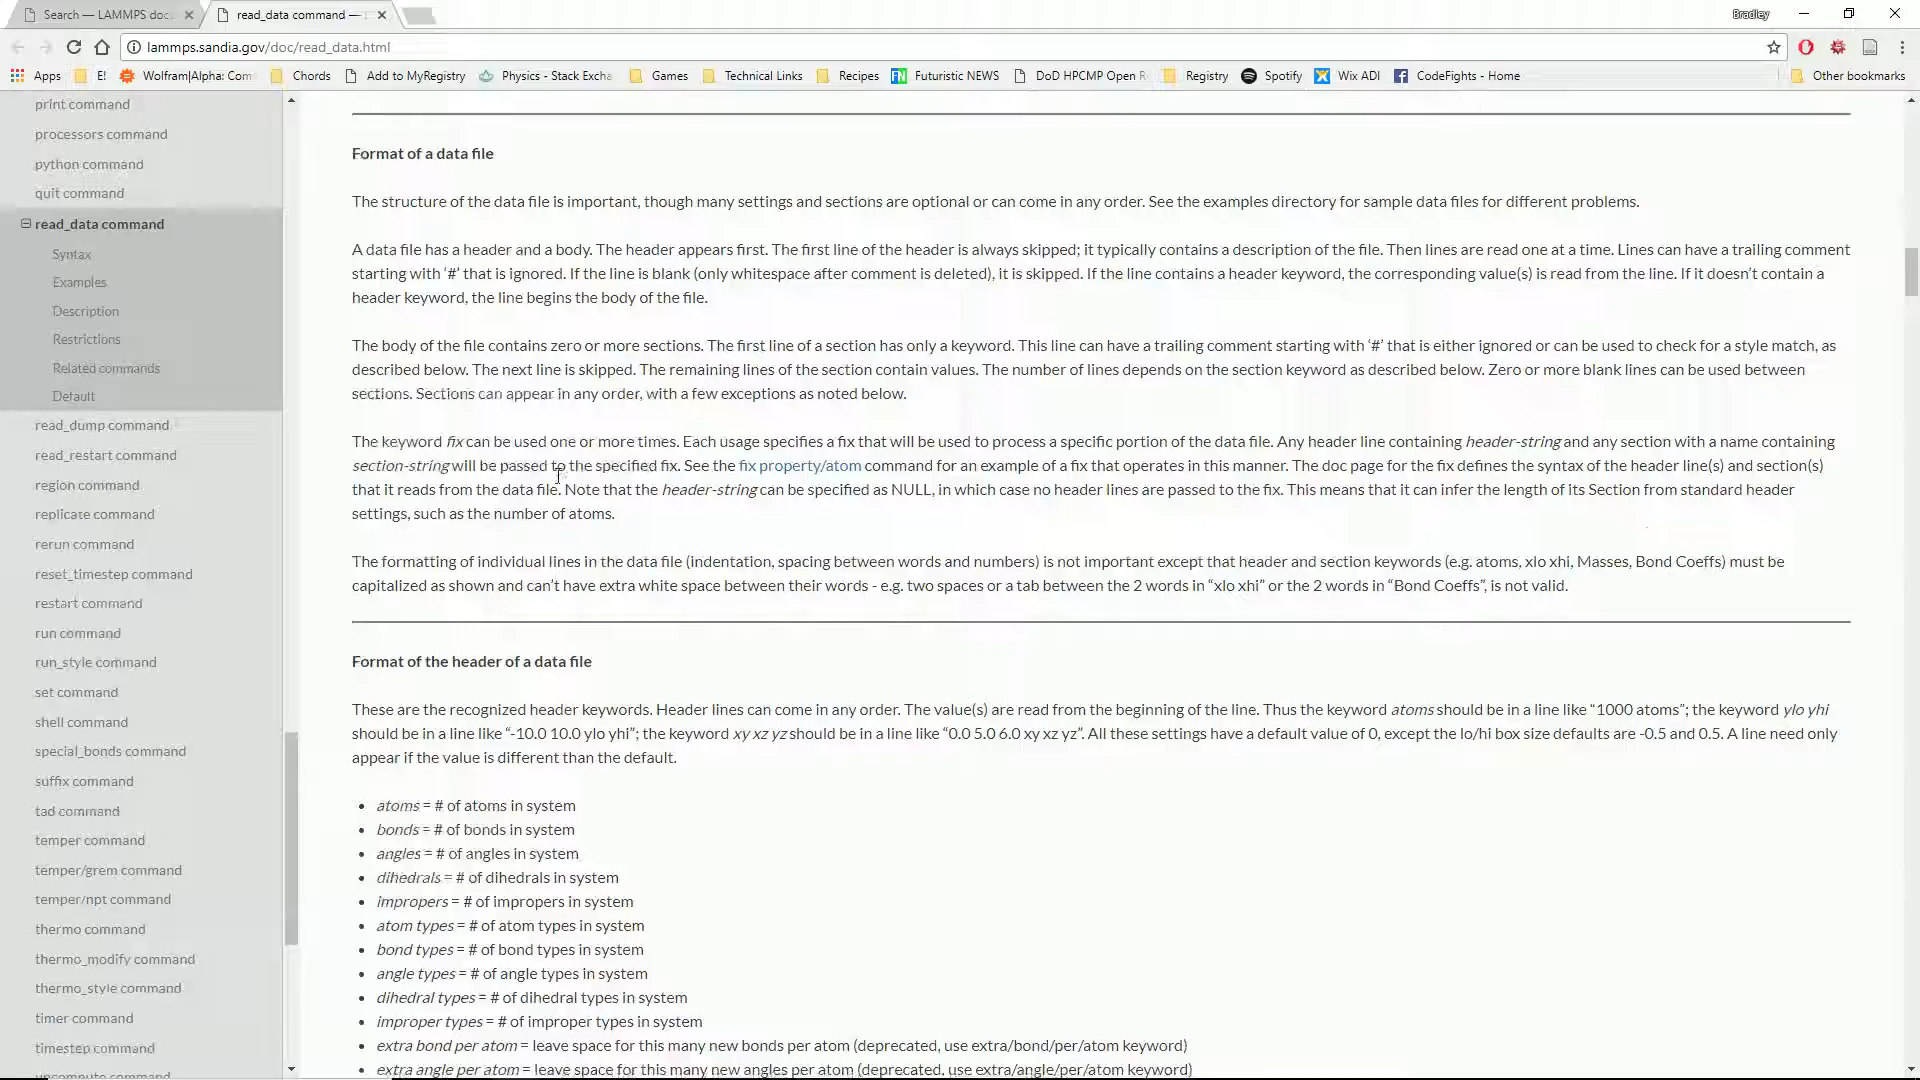 Search — LAMMPS doc
read_data command —
Bradley
lammps.sandia.gov/doc/read_data.html
Apps E! Wolfram|Alpha: Com Chords Add to MyRegistry Physics - Stack Excha Games Technical Links Recipes FN Futuristic NEWS DoD HPCMP Open R Registry Spotify Wix ADI CodeFights - Home Other bookmarks
print command
processors command
python command
quit command
read_data command
Syntax
Examples
Description
Restrictions
Related commands
Default
read_dump command
read_restart command
region command
replicate command
rerun command
reset_timestep command
restart command
run command
run_style command
set command
shell command
special_bonds command
suffix command
tad command
temper command
temper/grem command
temper/npt command
thermo command
thermo_modify command
thermo_style command
timer command
timestep command
uncompute command
Format of a data file
The structure of the data file is important, though many settings and sections are optional or can come in any order. See the examples directory for sample data files for different problems.
A data file has a header and a body. The header appears first. The first line of the header is always skipped; it typically contains a description of the file. Then lines are read one at a time. Lines can have a trailing comment
starting with ‘#’ that is ignored. If the line is blank (only whitespace after comment is deleted), it is skipped. If the line contains a header keyword, the corresponding value(s) is read from the line. If it doesn’t contain a
header keyword, the line begins the body of the file.
The body of the file contains zero or more sections. The first line of a section has only a keyword. This line can have a trailing comment starting with ‘#’ that is either ignored or can be used to check for a style match, as
described below. The next line is skipped. The remaining lines of the section contain values. The number of lines depends on the section keyword as described below. Zero or more blank lines can be used between
sections. Sections can appear in any order, with a few exceptions as noted below.
The keyword fix can be used one or more times. Each usage specifies a fix that will be used to process a specific portion of the data file. Any header line containing header-string and any section with a name containing
section-string will be passed to the specified fix. See the fix property/atom command for an example of a fix that operates in this manner. The doc page for the fix defines the syntax of the header line(s) and section(s)
that it reads from the data file. Note that the header-string can be specified as NULL, in which case no header lines are passed to the fix. This means that it can infer the length of its Section from standard header
settings, such as the number of atoms.
The formatting of individual lines in the data file (indentation, spacing between words and numbers) is not important except that header and section keywords (e.g. atoms, xlo xhi, Masses, Bond Coeffs) must be
capitalized as shown and can’t have extra white space between their words - e.g. two spaces or a tab between the 2 words in “xlo xhi” or the 2 words in “Bond Coeffs”, is not valid.
Format of the header of a data file
These are the recognized header keywords. Header lines can come in any order. The value(s) are read from the beginning of the line. Thus the keyword atoms should be in a line like “1000 atoms”; the keyword ylo yhi
should be in a line like “-10.0 10.0 ylo yhi”; the keyword xy xz yz should be in a line like “0.0 5.0 6.0 xy xz yz”. All these settings have a default value of 0, except the lo/hi box size defaults are -0.5 and 0.5. A line need only
appear if the value is different than the default.
• atoms = # of atoms in system
• bonds = # of bonds in system
• angles = # of angles in system
• dihedrals = # of dihedrals in system
• impropers = # of impropers in system
• atom types = # of atom types in system
• bond types = # of bond types in system
• angle types = # of angle types in system
• dihedral types = # of dihedral types in system
• improper types = # of improper types in system
• extra bond per atom = leave space for this many new bonds per atom (deprecated, use extra/bond/per/atom keyword)
• extra angle per atom = leave space for this many new angles per atom (deprecated, use extra/angle/per/atom keyword)